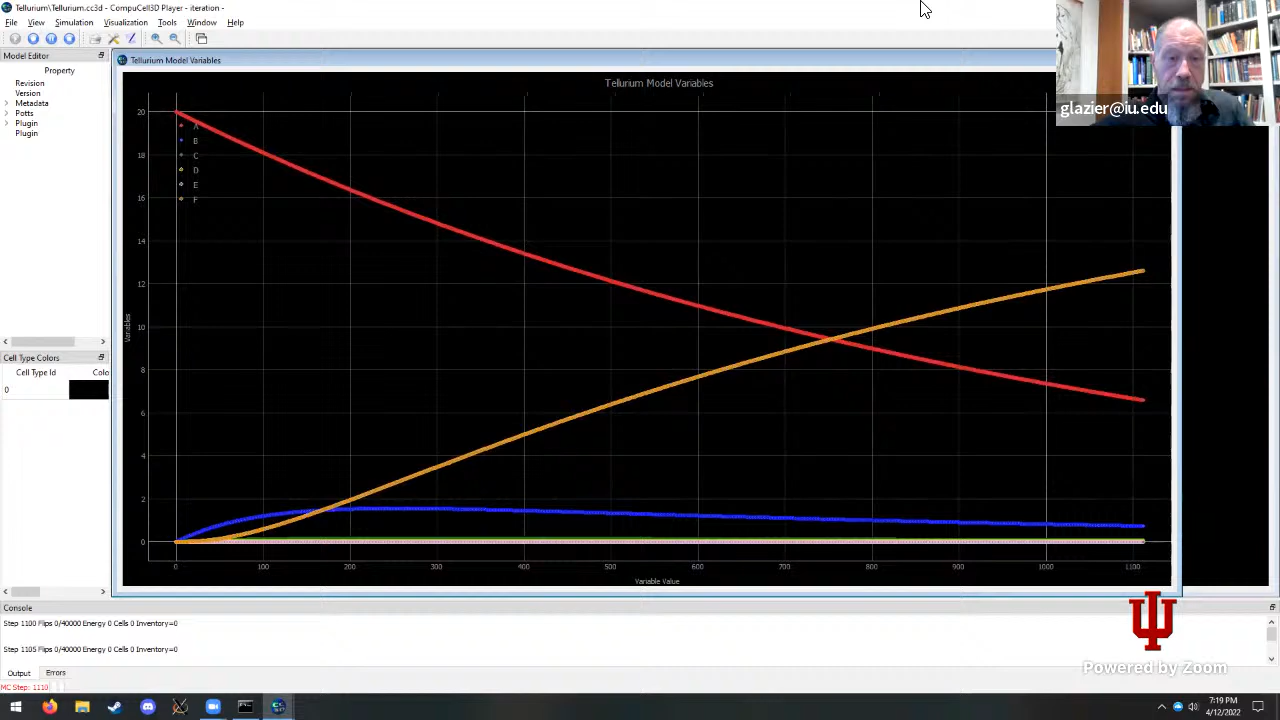 Tellurium\Tellurium.cc3d - CompuCell3D Player - iteration -
File View Simulation Visualization Tools Window Help
Model Editor
Property
Revision
Version
Metadata
Potts
Plugin
Plugin
Cell Type Colors
Cell Type Id Colo
0
Tellurium Model Variables
Tellurium Model Variables
glazier@iu.edu
20
18
16
14
12
10
8
6
4
2
0
A
B
C
D
E
F
Variables
0 100 200 300 400 500 600 700 800 900 1000 1100
Variable Value
Console
Step 1100 Flips 0/40000 Energy 0 Cells 0 Inventory=0
Step 1105 Flips 0/40000 Energy 0 Cells 0 Inventory=0
Output Errors
MC Step: 1110
Powered by Zoom
7:19 PM
4/12/2022